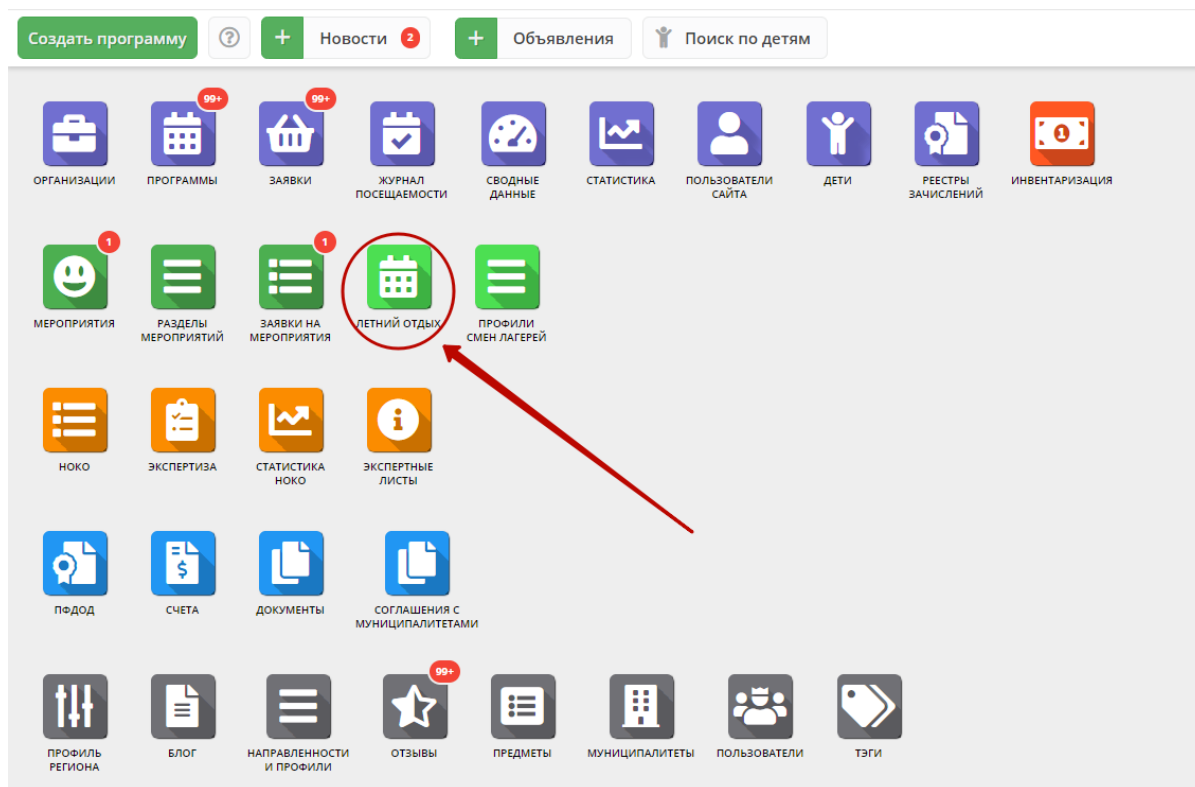 Создать программу
?
+
Новости 2
+
Объявления
Поиск по детям
99+
99+
ОРГАНИЗАЦИИ
ПРОГРАММЫ
ЗАЯВКИ
ЖУРНАЛ
ПОСЕЩАЕМОСТИ
СВОДНЫЕ
ДАННЫЕ
СТАТИСТИКА
ПОЛЬЗОВАТЕЛИ
САЙТА
ДЕТИ
РЕЕСТРЫ
ЗАЧИСЛЕНИЙ
1
ИНВЕНТАРИЗАЦИЯ
1
1
МЕРОПРИЯТИЯ
РАЗДЕЛЫ
МЕРОПРИЯТИЙ
ЗАЯВКИ НА
МЕРОПРИЯТИЯ
ЛЕТНИЙ ОТДЫХ
ПРОФИЛИ
СМЕН ЛАГЕРЕЙ
НОКО
ЭКСПЕРТИЗА
СТАТИСТИКА
НОКО
i
ЭКСПЕРТНЫЕ
ЛИСТЫ
ПФДОД
$
СЧЕТА
ДОКУМЕНТЫ
СОГЛАШЕНИЯ С
МУНИЦИПАЛИТЕТАМИ
99+
ПРОФИЛЬ
РЕГИОНА
БЛОГ
НАПРАВЛЕННОСТИ
И ПРОФИЛИ
ОТЗЫВЫ
ПРЕДМЕТЫ
МУНИЦИПАЛИТЕТЫ
ПОЛЬЗОВАТЕЛИ
ТЭГИ